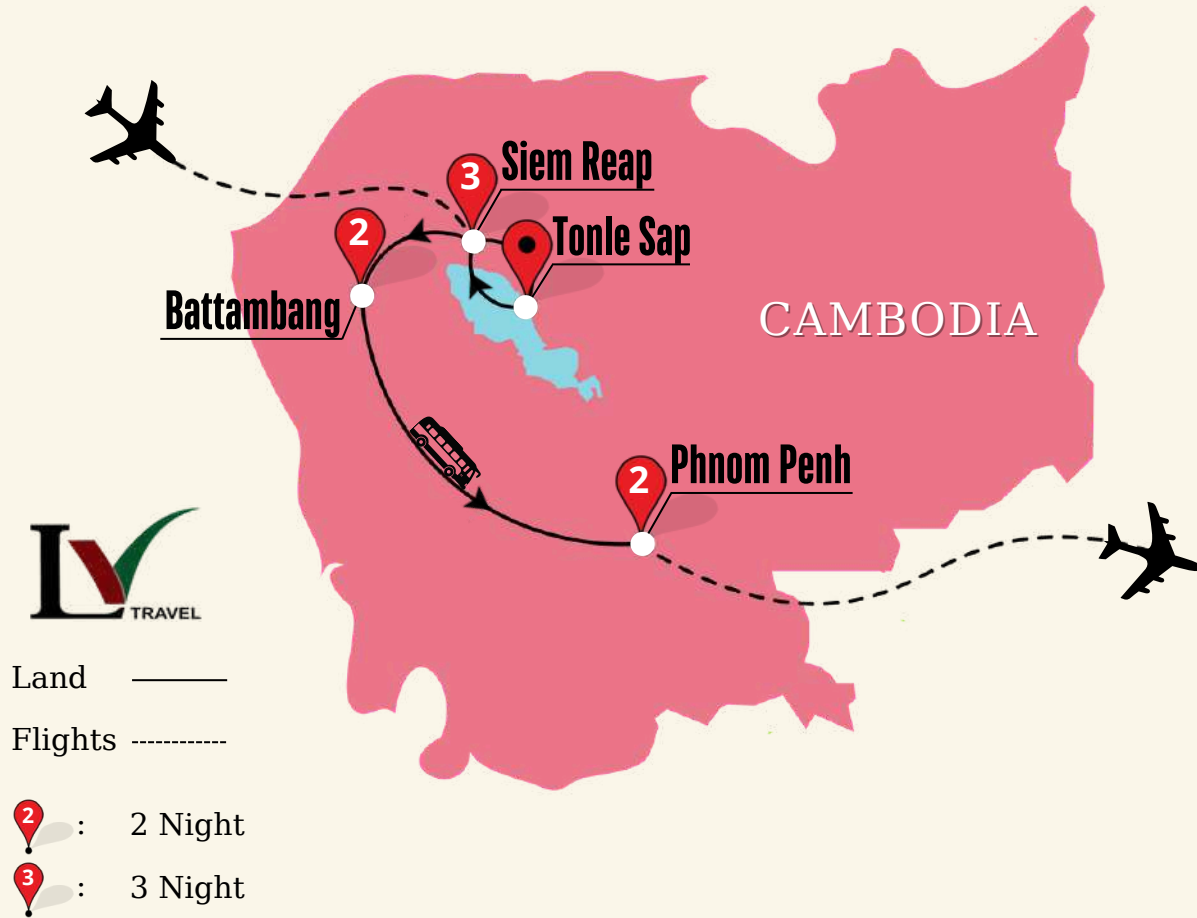 3
Siem Reap
2
Tonle Sap
Battambang
CAMBODIA
2
Phnom Penh
LV
TRAVEL
Land
Flights
2 : 2 Night
3 : 3 Night